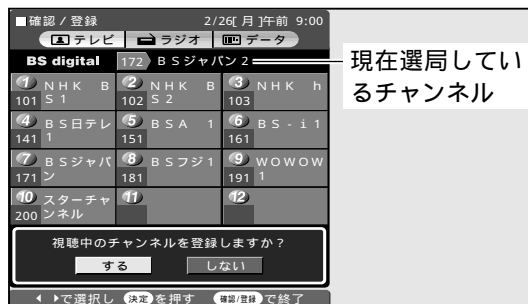 ■確認/登録 2/26[月]午前 9:00
テレビ ラジオ データ
BS digital 172 BSジャパン2
1 NHK BS1 101 2 NHK BS2 102 3 NHK h 103
4 BS日テレ1 141 5 BSA 1 151 6 BS-i1 161
7 BSジャパン 171 8 BSフジ1 181 9 WOWOW1 191
10 スターチャンネル 200 11 12
視聴中のチャンネルを登録しますか?
する しない
で選択し 決定 を押す 確認/登録 で終了
現在選局してい
るチャンネル